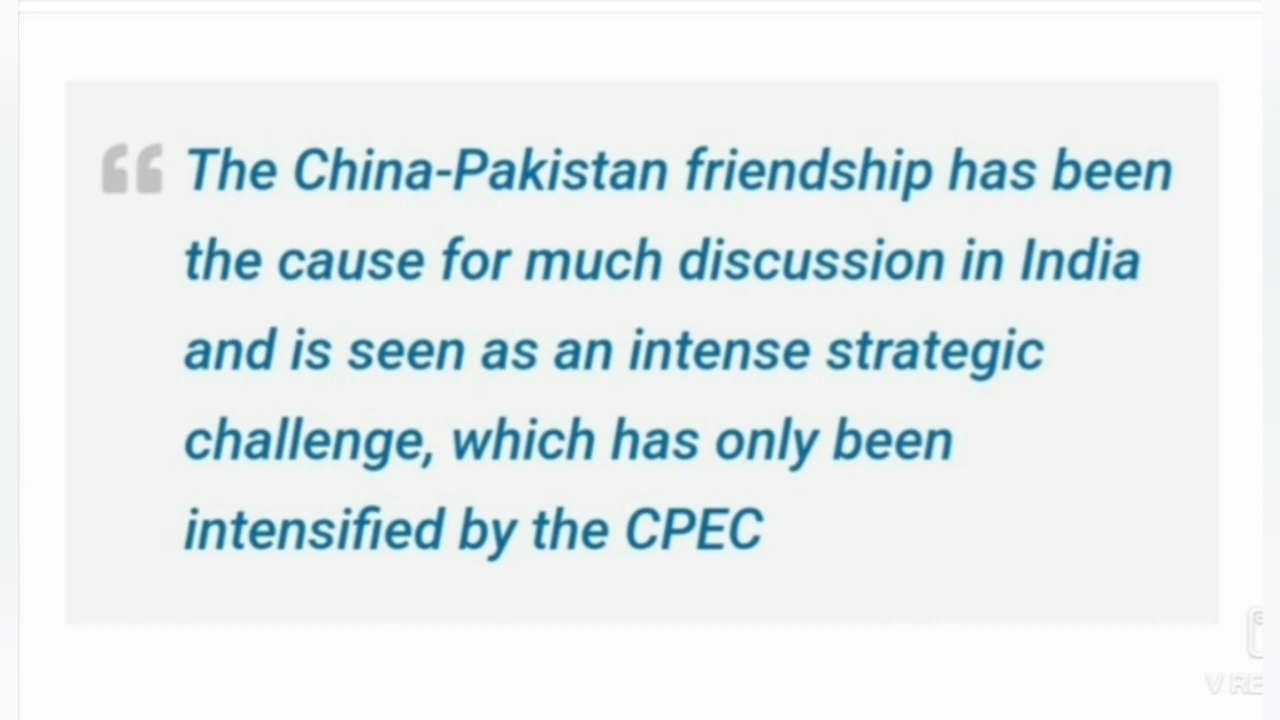 “The China-Pakistan friendship has been
the cause for much discussion in India
and is seen as an intense strategic
challenge, which has only been
intensified by the CPEC
V RE